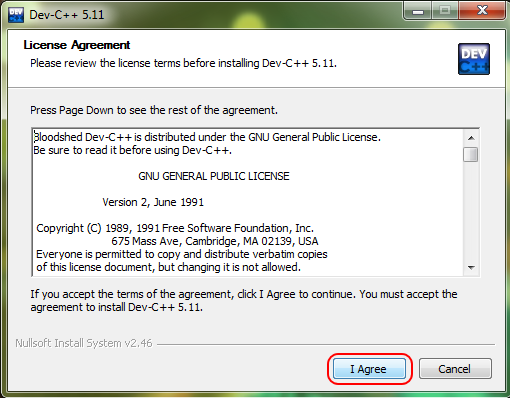 Dev-C++ 5.11
License Agreement
Please review the license terms before installing Dev-C++ 5.11.
DEV
C++
Press Page Down to see the rest of the agreement.
Bloodshed Dev-C++ is distributed under the GNU General Public License.
Be sure to read it before using Dev-C++.
GNU GENERAL PUBLIC LICENSE
Version 2, June 1991
Copyright (C) 1989, 1991 Free Software Foundation, Inc.
675 Mass Ave, Cambridge, MA 02139, USA
Everyone is permitted to copy and distribute verbatim copies
of this license document, but changing it is not allowed.
If you accept the terms of the agreement, click I Agree to continue. You must accept the
agreement to install Dev-C++ 5.11.
Nullsoft Install System v2.46
I Agree
Cancel